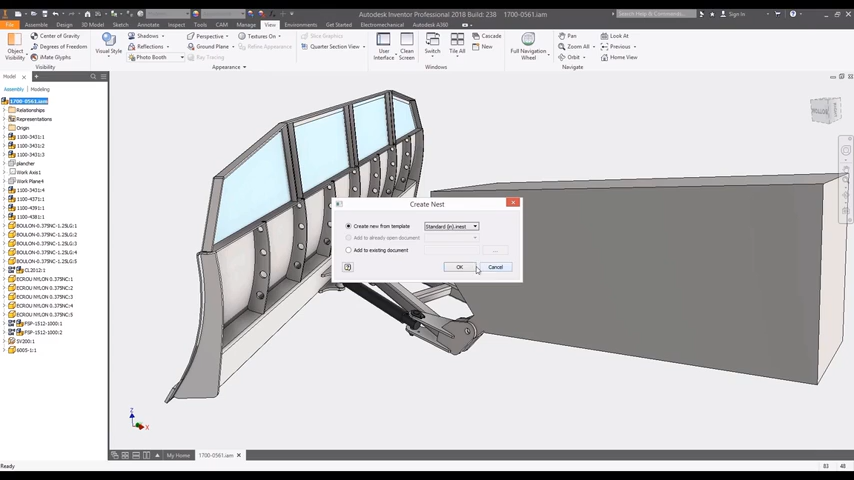 Autodesk Inventor Professional 2018 Build: 238 1700-0561.iam
Search Help & Commands...
Sign In
File Assemble Design 3D Model Sketch Annotate Inspect Tools CAM Manage View Environments Get Started Electromechanical Autodesk A360
Object Visibility
Center of Gravity
Degrees of Freedom
iMate Glyphs
Visibility
Visual Style
Shadows
Reflections
Photo Booth
Perspective
Ground Plane
Ray Tracing
Textures On
Refine Appearance
Appearance
Slice Graphics
Quarter Section View
User Interface
Clean Screen
Switch
Tile All
Cascade
New
Windows
Full Navigation Wheel
Pan
Zoom All
Orbit
Look At
Previous
Home View
Navigate
Model
Assembly Modeling
1700-0561.iam
Relationships
Representations
Origin
1100-3431:1
1100-3431:2
1100-3431:3
plancher
Work Axis1
Work Plane4
1100-3431:4
1100-4371:1
1100-4391:1
1100-4381:1
BOULON-0.375NC-1.25LG:1
BOULON-0.375NC-1.25LG:2
BOULON-0.375NC-1.25LG:3
BOULON-0.375NC-1.25LG:4
BOULON-0.375NC-1.25LG:5
CL2012:1
ECROU NYLON 0.375NC:1
ECROU NYLON 0.375NC:2
ECROU NYLON 0.375NC:3
ECROU NYLON 0.375NC:4
ECROU NYLON 0.375NC:5
PSP-1512-1000:1
PSP-1512-1000:2
SV200:1
6005-1:1
Create Nest
Create new from template
Standard (in).inest
Add to already open document
Add to existing document
...
OK
Cancel
Z
X
My Home
1700-0561.iam
Ready
83 48